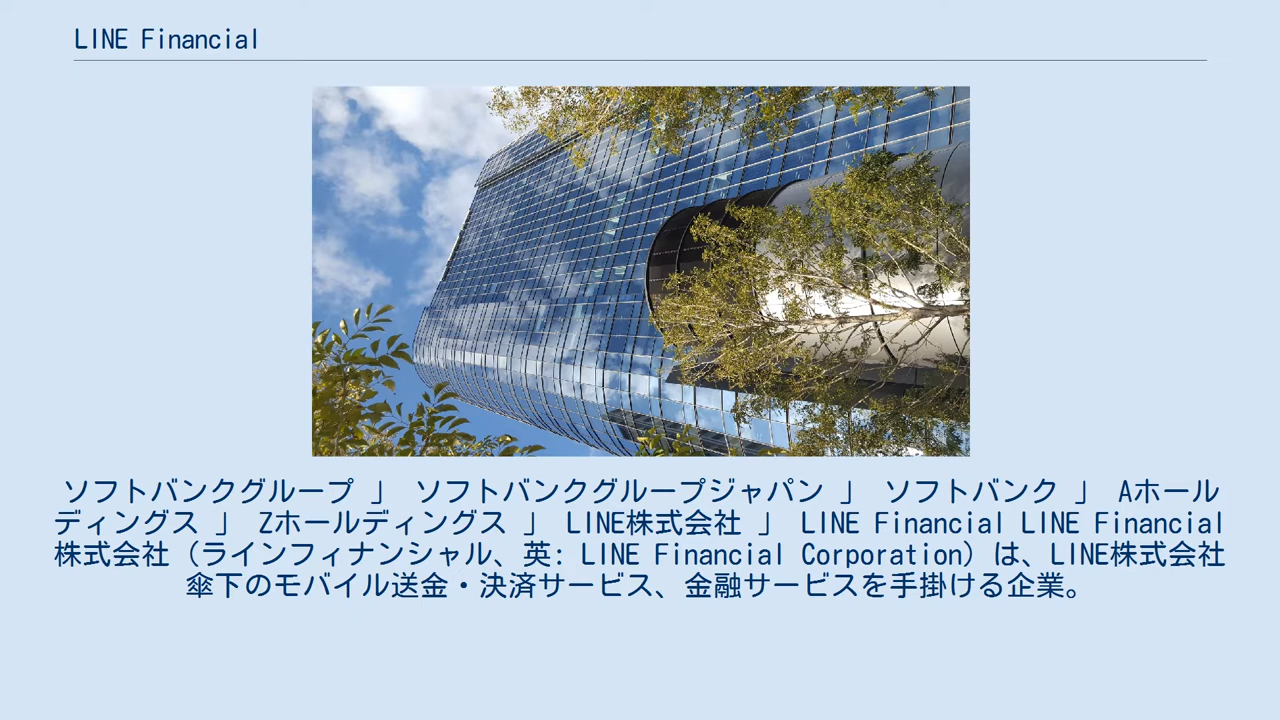 LINE Financial
ソフトバンクグループ 」 ソフトバンクグループジャパン 」 ソフトバンク 」 Aホール
ディングス 」 Zホールディングス 」 LINE株式会社 」 LINE Financial LINE Financial
株式会社（ラインフィナンシャル、英: LINE Financial Corporation）は、LINE株式会社
傘下のモバイル送金・決済サービス、金融サービスを手掛ける企業。